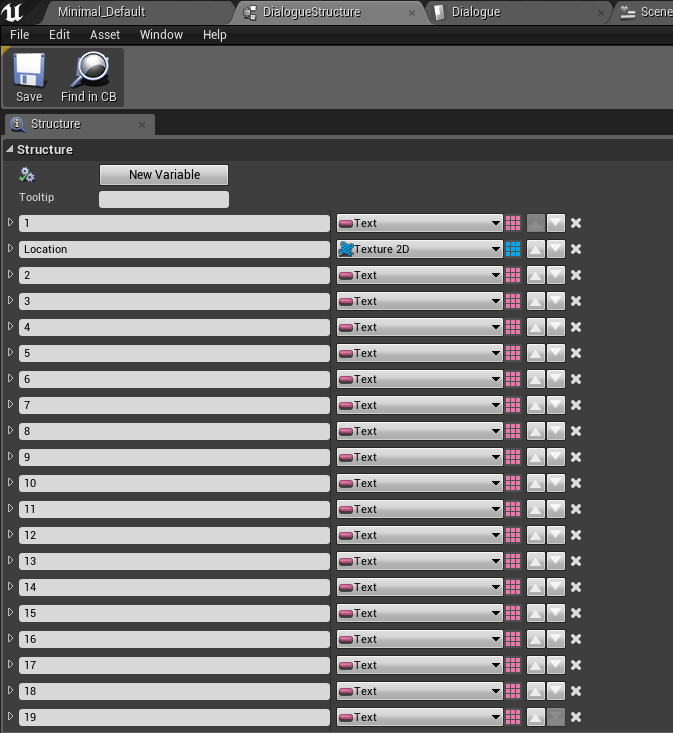 Minimal_Default DialogueStructure Dialogue Scene
File Edit Asset Window Help
Save Find in CB
Structure
Structure
New Variable
Tooltip
1 Text
Location Texture 2D
2 Text
3 Text
4 Text
5 Text
6 Text
7 Text
8 Text
9 Text
10 Text
11 Text
12 Text
13 Text
14 Text
15 Text
16 Text
17 Text
18 Text
19 Text